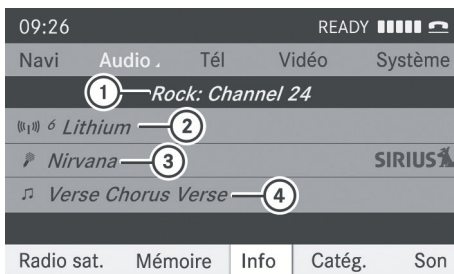 09:26 READY
Navi Audio Tél Vidéo Système
1 Rock: Channel 24
6 Lithium 2
Nirvana 3 SIRIUS
Verse Chorus Verse 4
Radio sat. Mémoire Info Catég. Son